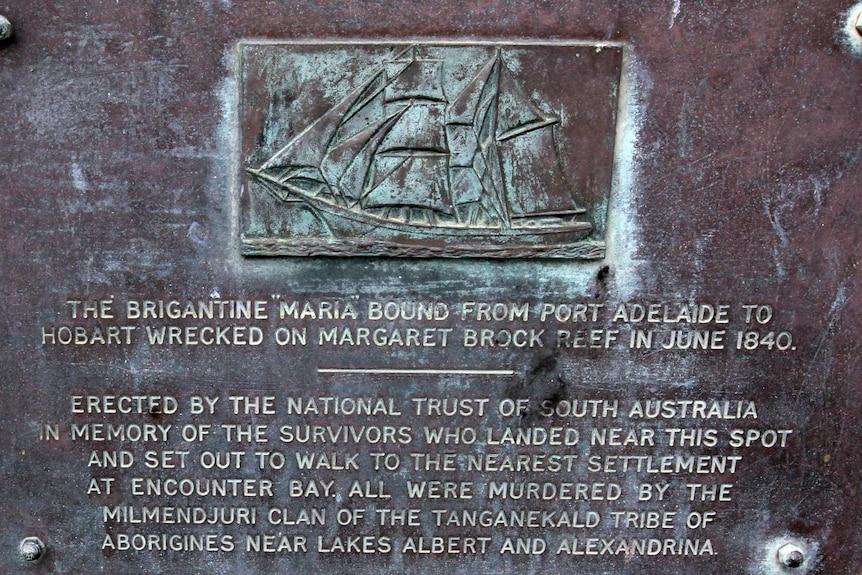 THE BRIGANTINE "MARIA" BOUND FROM PORT ADELAIDE TO
HOBART WRECKED ON MARGARET BROCK REEF IN JUNE 1840.
ERECTED BY THE NATIONAL TRUST OF SOUTH AUSTRALIA
IN MEMORY OF THE SURVIVORS WHO LANDED NEAR THIS SPOT
AND SET OUT TO WALK TO THE NEAREST SETTLEMENT
AT ENCOUNTER BAY. ALL WERE MURDERED BY THE
MILMENDJURI CLAN OF THE TANGANEKALD TRIBE OF
ABORIGINES NEAR LAKES ALBERT AND ALEXANDRINA.